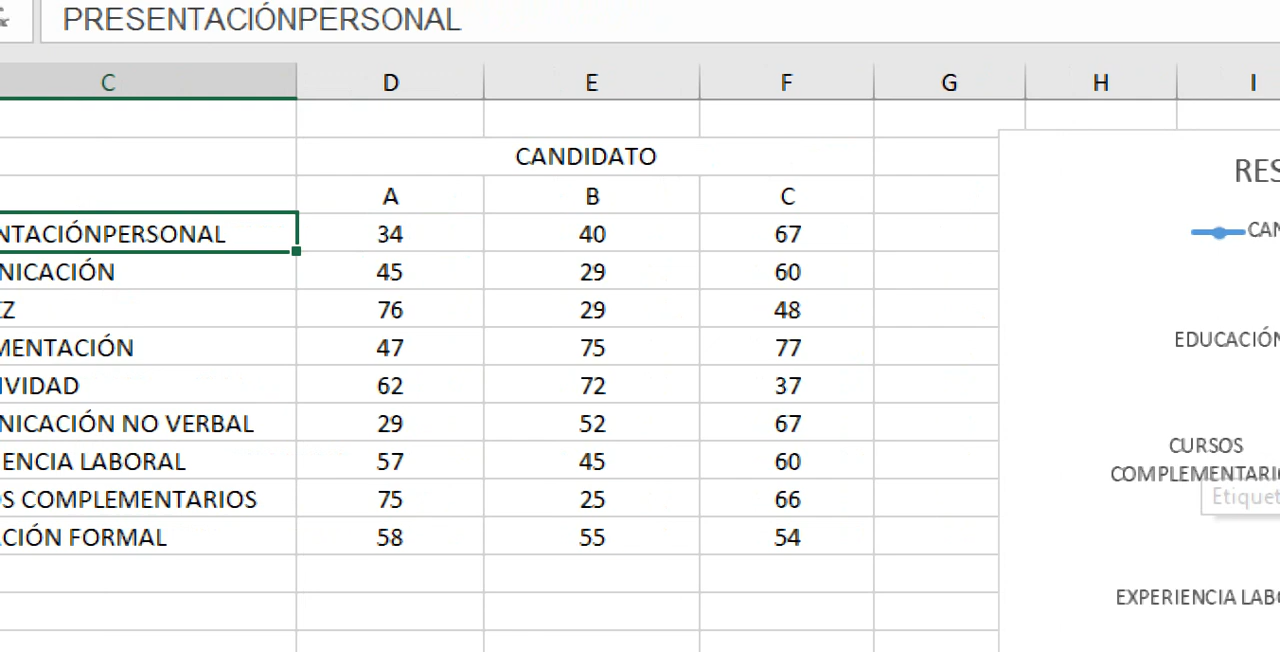 PRESENTACIÓNPERSONAL
C D E F G H I
CANDIDATO
A B C
NTACIÓNPERSONAL 34 40 67
NICACIÓN 45 29 60
EZ 76 29 48
MENTACIÓN 47 75 77
IVIDAD 62 72 37
NICACIÓN NO VERBAL 29 52 67
ENCIA LABORAL 57 45 60
OS COMPLEMENTARIOS 75 25 66
CIÓN FORMAL 58 55 54
RES
CAN
EDUCACIÓN
CURSOS
COMPLEMENTARIO
Etiquet
EXPERIENCIA LABO